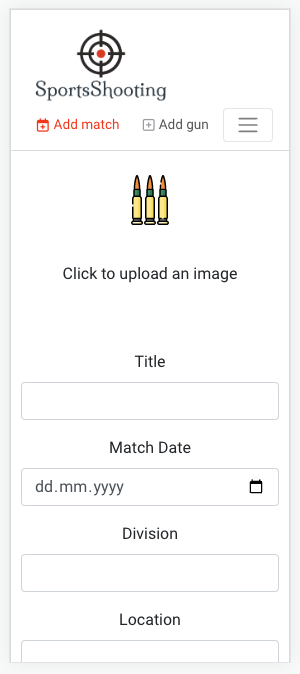 SportsShooting
Add match
Add gun
Click to upload an image
Title
Match Date
dd.mm.yyyy
Division
Location